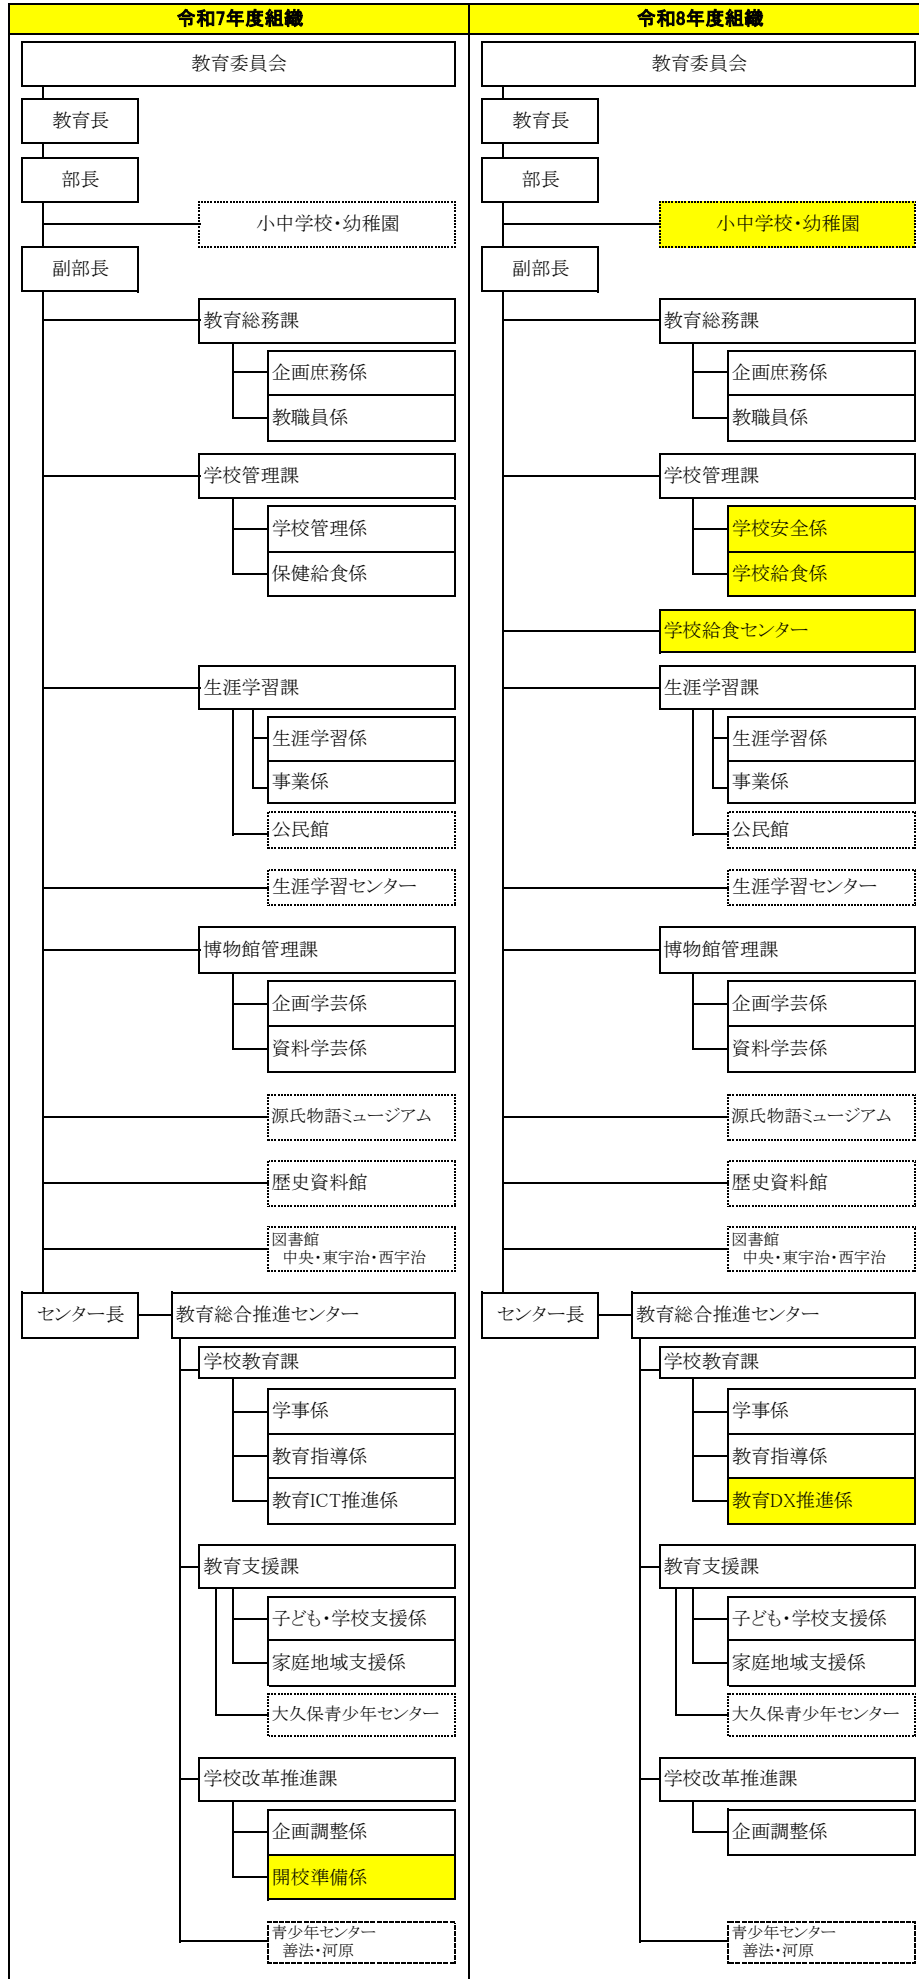 令和7年度組織
教育委員会
教育長
部長
小中学校・幼稚園
副部長
教育総務課
企画庶務係
教職員係
学校管理課
学校管理係
保健給食係
生涯学習課
生涯学習係
事業係
公民館
生涯学習センター
博物館管理課
企画学芸係
資料学芸係
源氏物語ミュージアム
歴史資料館
図書館
中央・東宇治・西宇治
センター長
教育総合推進センター
学校教育課
学事係
教育指導係
教育ICT推進係
教育支援課
子ども・学校支援係
家庭地域支援係
大久保青少年センター
学校改革推進課
企画調整係
開校準備係
青少年センター
善法・河原
令和8年度組織
教育委員会
教育長
部長
小中学校・幼稚園
副部長
教育総務課
企画庶務係
教職員係
学校管理課
学校安全係
学校給食係
学校給食センター
生涯学習課
生涯学習係
事業係
公民館
生涯学習センター
博物館管理課
企画学芸係
資料学芸係
源氏物語ミュージアム
歴史資料館
図書館
中央・東宇治・西宇治
センター長
教育総合推進センター
学校教育課
学事係
教育指導係
教育DX推進係
教育支援課
子ども・学校支援係
家庭地域支援係
大久保青少年センター
学校改革推進課
企画調整係
青少年センター
善法・河原